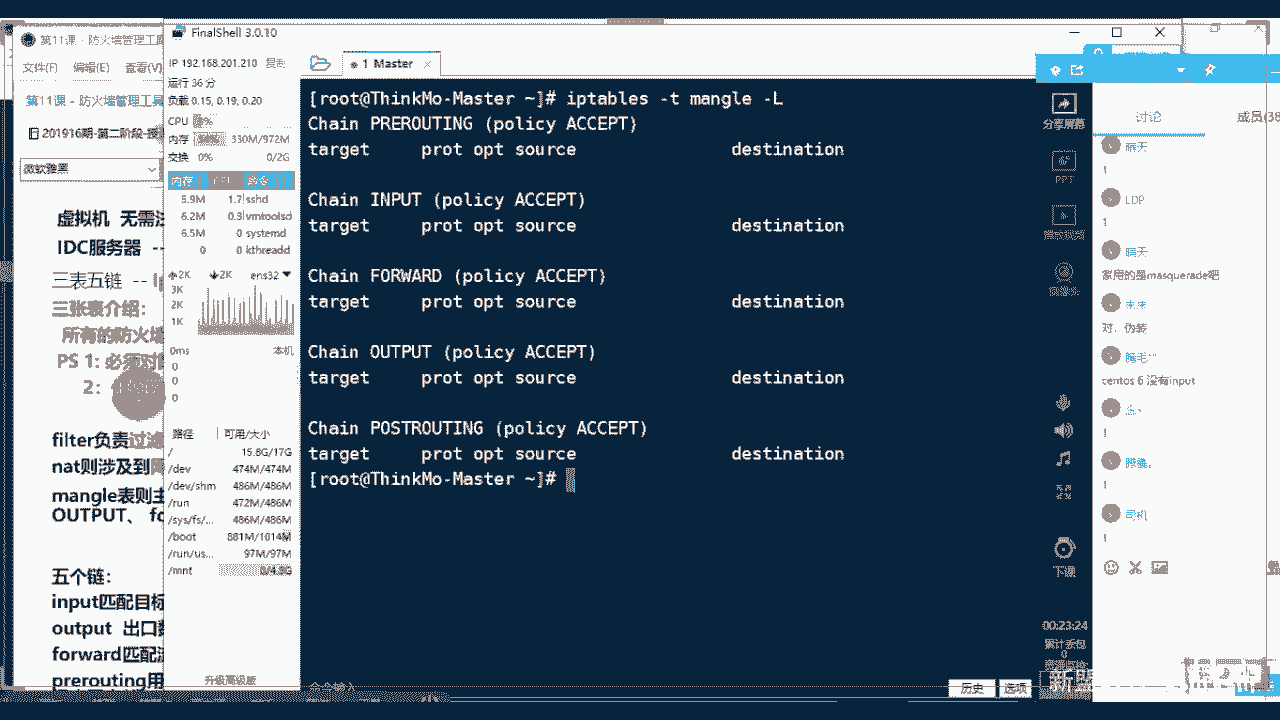 第11课 · 防火墙管理工具
文件(F) 编辑(E) 查看(V)
第11课 - 防火墙管理工具
201916期-第二阶段-授
微软雅黑
虚拟机 无需
IDC服务器 --
三表五链 --
三张表介绍:
所有的防火墙
PS 1: 必须对
2:
filter负责过滤
nat则涉及到
mangle表则主
OUTPUT、 fo
五个链:
input匹配目标
output 出口
forward匹配
prerouting用
FinalShell 3.0.10
IP 192.168.201.210 复制
运行 36 分
负载 0.15, 0.19, 0.20
CPU
内存 330M/972M
交换 0% 0/2G
内存 命令
5.9M 1.7 sshd
6.2M 0.3 vmtoolsd
6.5M 0 systemd
0 0 kthreadd
2K 2K ens32
3K
2K
1K
0ms 本机
0
0
0
路径 可用/大小
/ 15.8G/17G
/dev 474M/474M
/dev/shm 486M/486M
/run 472M/486M
/sys/fs/... 486M/486M
/boot 881M/1014M
/run/us... 97M/97M
/mnt 0/4.3G
升级高级版
1 Master
[root@ThinkMo-Master ~]# iptables -t mangle -L
Chain PREROUTING (policy ACCEPT)
target prot opt source destination
Chain INPUT (policy ACCEPT)
target prot opt source destination
Chain FORWARD (policy ACCEPT)
target prot opt source destination
Chain OUTPUT (policy ACCEPT)
target prot opt source destination
Chain POSTROUTING (policy ACCEPT)
target prot opt source destination
[root@ThinkMo-Master ~]#
历史 选项
分享屏幕
PPT
下课
00:23:24
累计丢包
0
讨论 成员(38
晴天
1
LDP
1
晴天
家用的是masquerade吧
未来
对，伪装
centos 6 没有input
1
1
司机
1